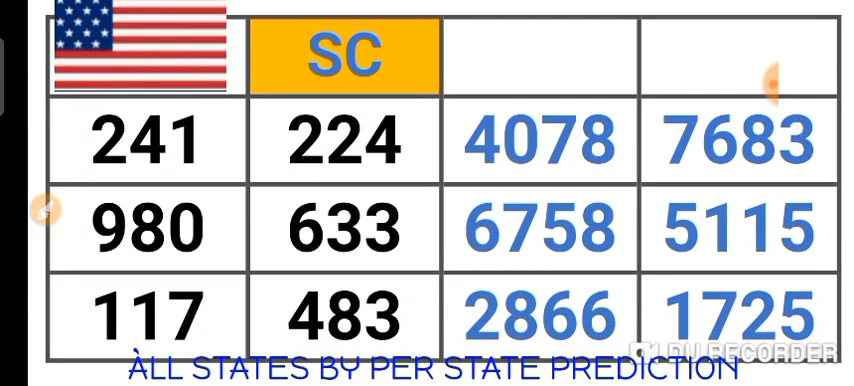 SC
241 224 4078 7683
980 633 6758 5115
117 483 2866 1725
DU RECORDER
ÀLL STATES BY PER STATE PREDICTION